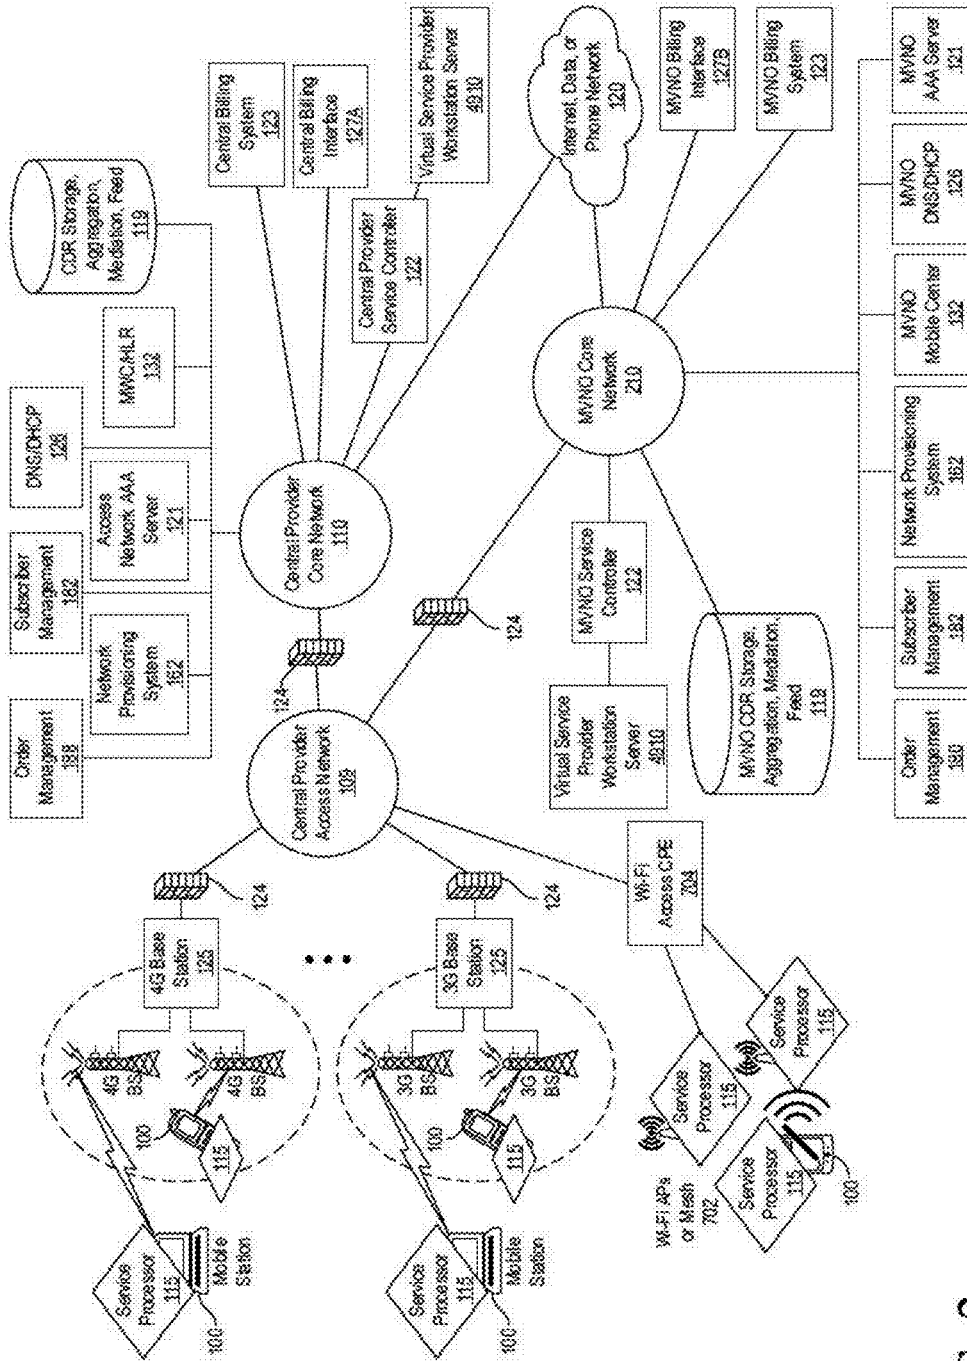 Order
Management
188
Subscriber
Management
182
DNS/DHCP
126
CDR Storage,
Aggregation,
Mediation, Feed
119
Network
Provisioning
System
162
Access
Network AAA
Server
121
MWC/HLR
132
Central Billing
System
123
Central Billing
Interface
127A
Central Provider
Service Controller
122
Virtual Service Provider
Workstation Server
4910
Service
Processor
115
100
Mobile
Station
4G
BS
4G
BS
100
115
4G Base
Station
125
124
Central Provider
Access Network
109
124
Central Provider
Core Network
110
Service
Processor
115
100
Mobile
Station
3G
BS
3G
BS
100
115
3G Base
Station
125
124
124
MVNO Core
Network
210
Internet, Data, or
Phone Network
120
MVNO Billing
Interface
127B
MVNO Billing
System
123
Wi-Fi APs
or Mesh
702
Service
Processor
115
Service
Processor
115
Service
Processor
115
100
Wi-Fi
Access CPE
704
Virtual Service
Provider
Workstation
Server
4910
MVNO Service
Controller
122
MVNO CDR Storage,
Aggregation, Mediation,
Feed
118
Order
Management
180
Subscriber
Management
182
Network Provisioning
System
162
MVNO
Mobile Center
132
MVNO
DNS/DHCP
126
MVNO
AAA Server
121